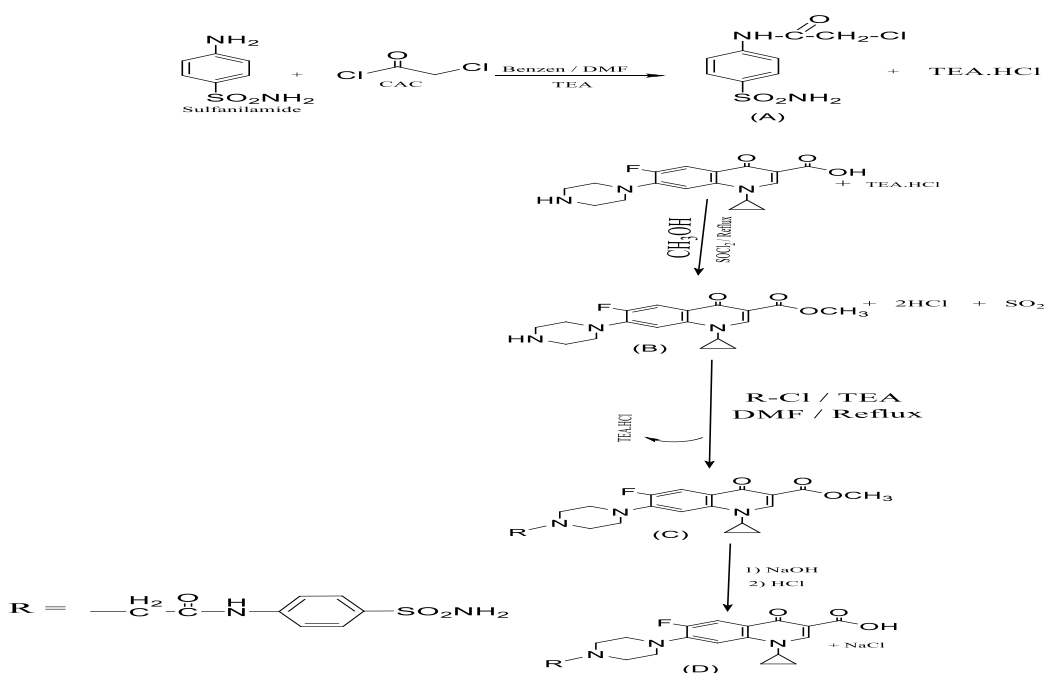 NH2 + Cl O Cl CAC Benzen / DMF TEA NH-C-CH2-Cl O + TEA.HCl
SO2NH2
Sulfanilamide
SO2NH2
(A)
F O O OH + TEA.HCl
HN N N
CH3OH SOCl2 / Reflux
F O O OCH3 + 2HCl + SO2
HN N N
(B)
R-Cl / TEA
DMF / Reflux
TEA.HCl
F O O OCH3
R N N N
(C)
1) NaOH
2) HCl
R = H2 C O C H N SO2NH2
F O O OH
R N N N + NaCl
(D)